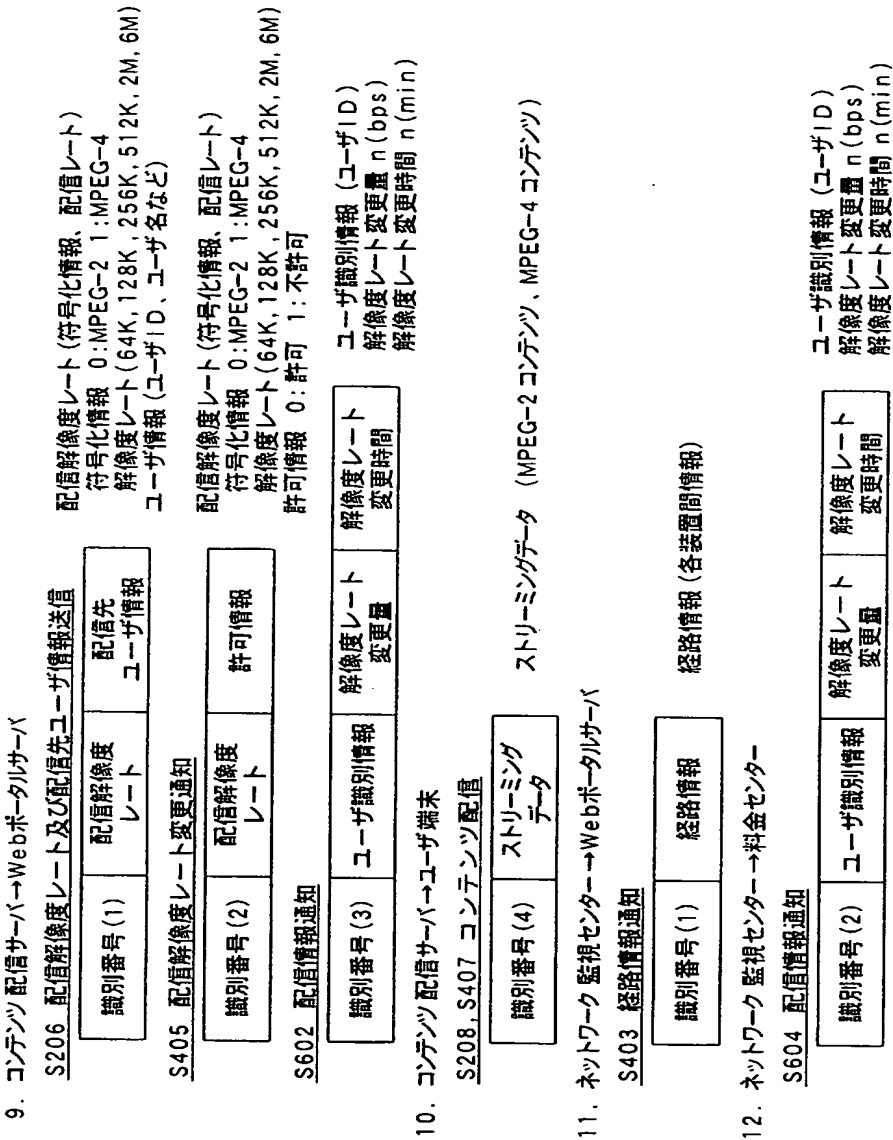 9. コンテンツ配信サーバ→Webポータルサーバ
S206 配信解像度レート及び配信先ユーザ情報送信
識別番号(1)
配信解像度
レート
配信先
ユーザ情報
配信解像度レート(符号化情報、配信レート)
符号化情報 0:MPEG-2 1:MPEG-4
解像度レート(64K,128K,256K,512K,2M,6M)
ユーザ情報(ユーザID、ユーザ名など)
S405 配信解像度レート変更通知
識別番号(2)
配信解像度
レート
許可情報
配信解像度レート(符号化情報、配信レート)
符号化情報 0:MPEG-2 1:MPEG-4
解像度レート(64K,128K,256K,512K,2M,6M)
許可情報 0:許可 1:不許可
S602 配信情報通知
識別番号(3)
ユーザ識別情報
解像度レート
変更量
解像度レート
変更時間
ユーザ識別情報(ユーザID)
解像度レート変更量n(bps)
解像度レート変更時間n(min)
10. コンテンツ配信サーバ→ユーザ端末
S208,S407 コンテンツ配信
識別番号(4)
ストリーミング
データ
ストリーミングデータ (MPEG-2コンテンツ、MPEG-4コンテンツ)
11. ネットワーク監視センター→Webポータルサーバ
S403 経路情報通知
識別番号(1)
経路情報
経路情報(各装置間情報)
12. ネットワーク監視センター→料金センター
S604 配信情報通知
識別番号(2)
ユーザ識別情報
解像度レート
変更量
解像度レート
変更時間
ユーザ識別情報(ユーザID)
解像度レート変更量n(bps)
解像度レート変更時間n(min)